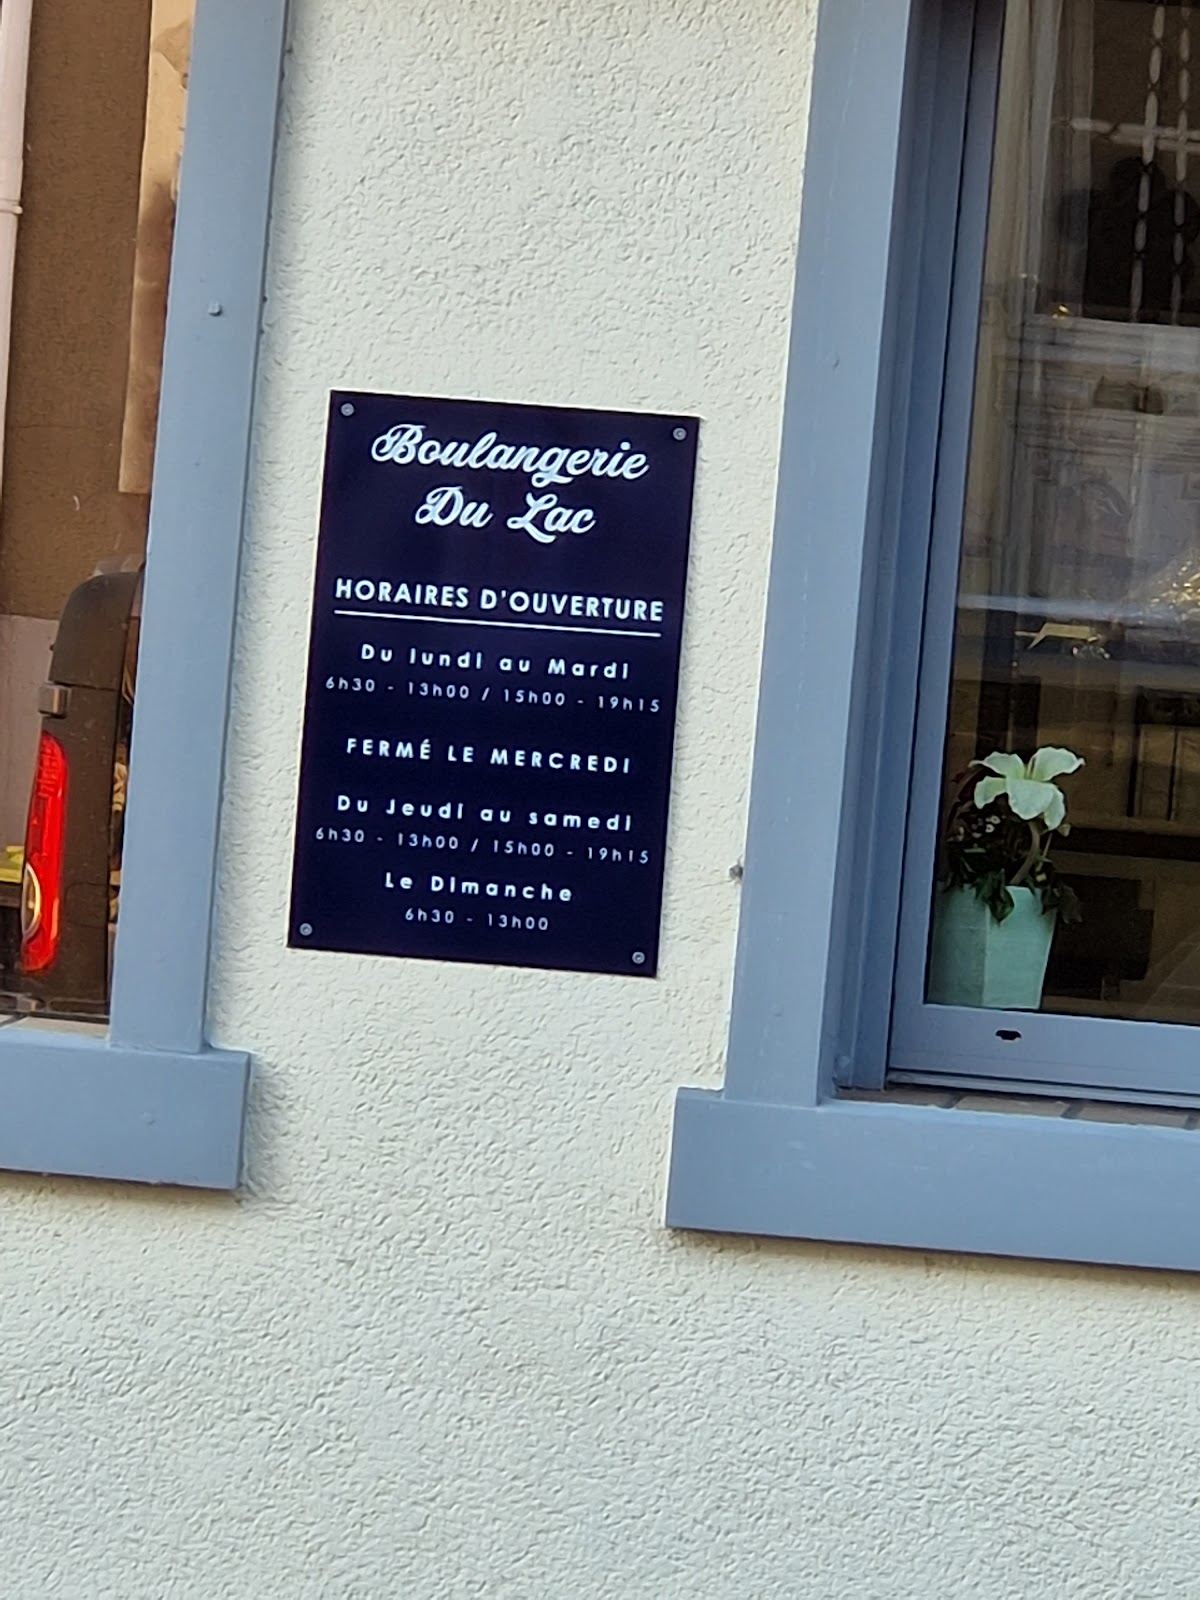 Boulangerie
Du Lac
HORAIRES D'OUVERTURE
Du lundi au Mardi
6h30 - 13h00 / 15h00 - 19h15
FERMÉ LE MERCREDI
Du Jeudi au samedi
6h30 - 13h00 / 15h00 - 19h15
Le Dimanche
6h30 - 13h00